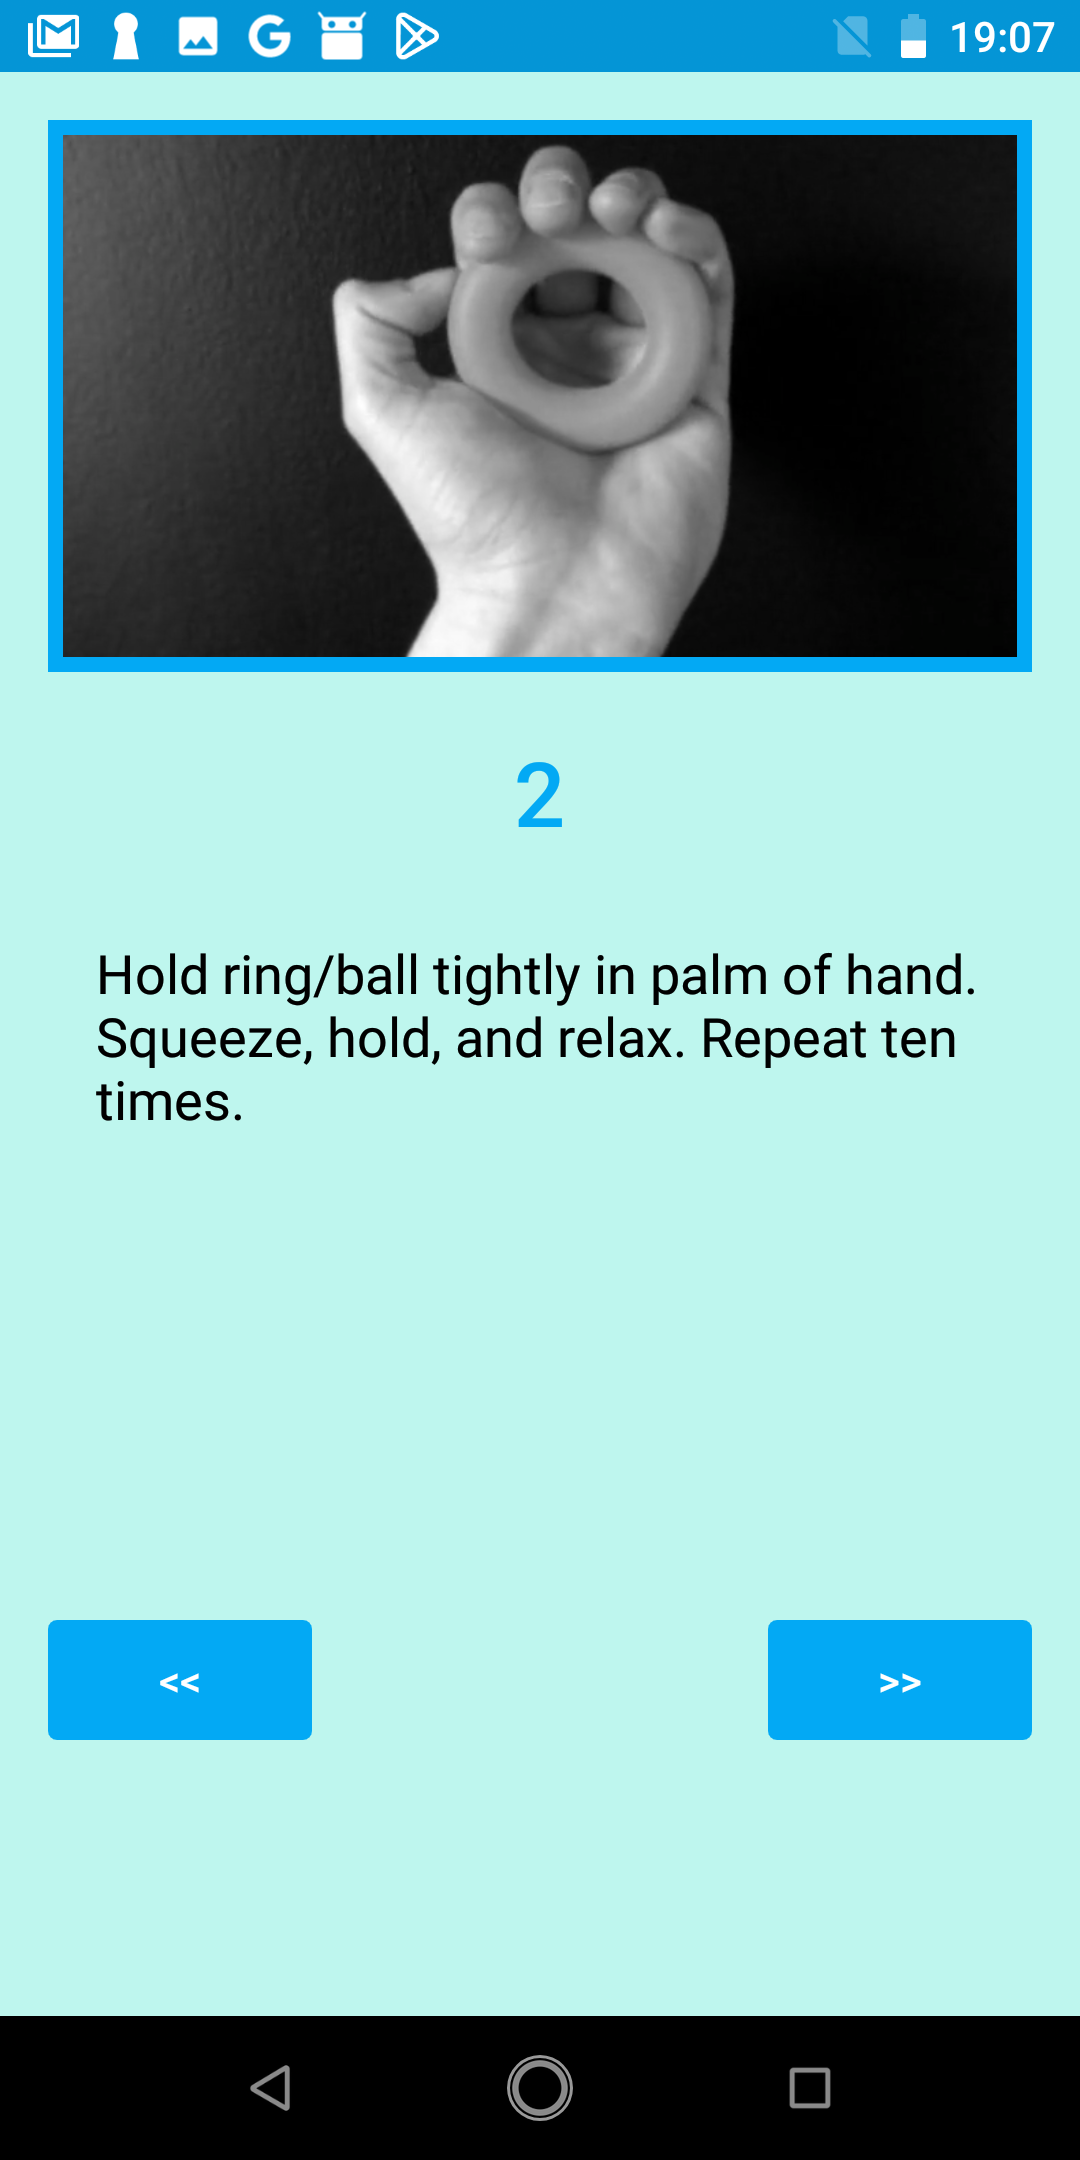 19:07
2
Hold ring/ball tightly in palm of hand.
Squeeze, hold, and relax. Repeat ten
times.
<< >>